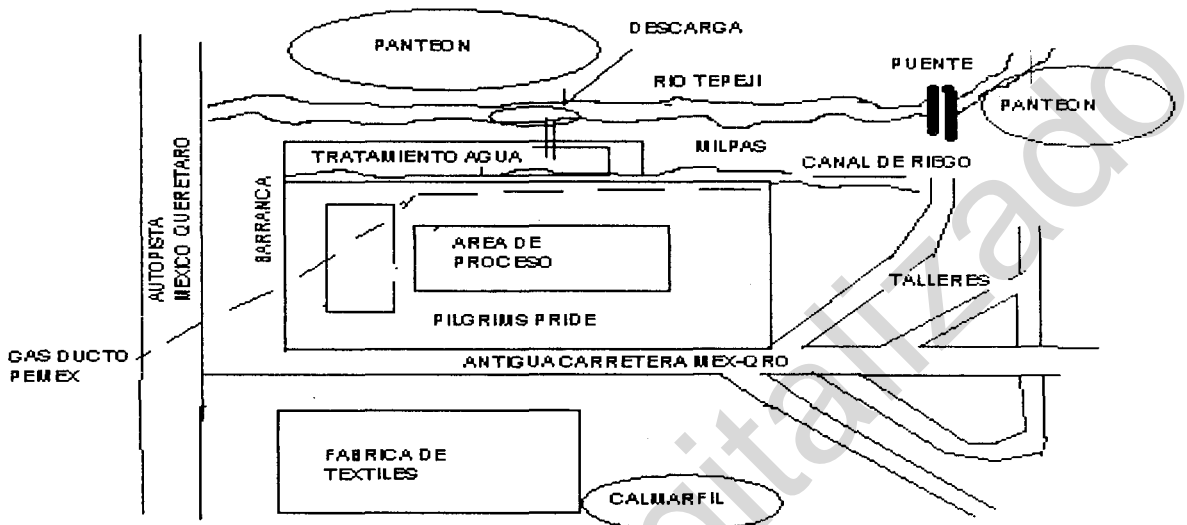 PANTEON
DESCARGA
PUENTE
RIO TEPEJI
PANTEON
MILPAS
TRATAMIENTO AGUA
CANAL DE RIEGO
AUTOPISTA
MEXICO QUERETARO
BARRANCA
AREA DE
PROCESO
TALLERES
PILGRIMS PRIDE
GAS DUCTO
PEMEX
ANTIGUA CARRETERA MEX-QRO
FABRICA DE
TEXTILES
CALMARFIL
italizado